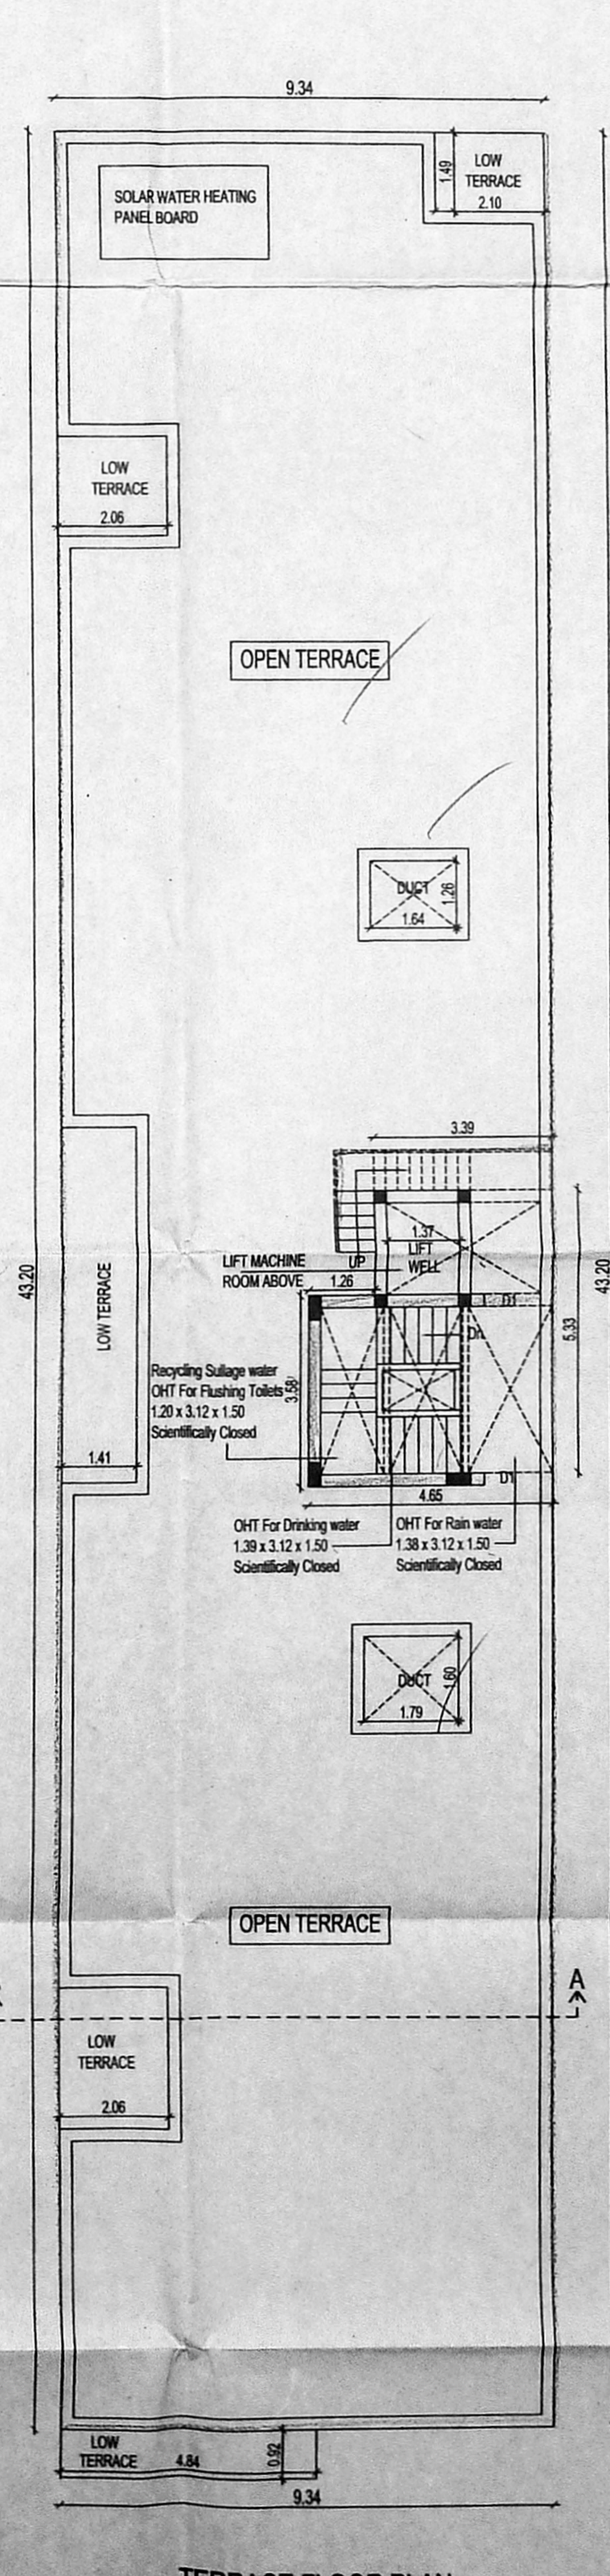 9.34
1.49
LOW
TERRACE
2.10
SOLAR WATER HEATING
PANEL BOARD
LOW
TERRACE
2.06
OPEN TERRACE
DUCT
1.26
1.64
3.39
1.37
LIFT
WELL
UP
LIFT MACHINE
ROOM ABOVE
1.26
D1
43.20
43.20
LOW TERRACE
5.33
3.58
Recycling Sullage water
OHT For Flushing Toilets
1.20 x 3.12 x 1.50
Scientifically Closed
1.41
D1
4.65
OHT For Drinking water
1.39 x 3.12 x 1.50
Scientifically Closed
OHT For Rain water
1.38 x 3.12 x 1.50
Scientifically Closed
DUCT
1.60
1.79
OPEN TERRACE
A
LOW
TERRACE
2.06
LOW
TERRACE
4.84
0.92
9.34
TERRACE FLOOR PLAN